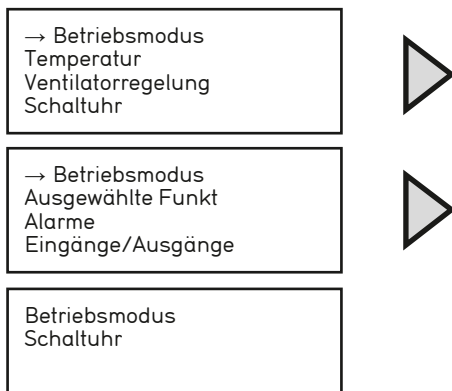 → Betriebsmodus
Temperatur
Ventilatorregelung
Schaltuhr
→ Betriebsmodus
Ausgewählte Funkt
Alarme
Eingänge/Ausgänge
Betriebsmodus
Schaltuhr